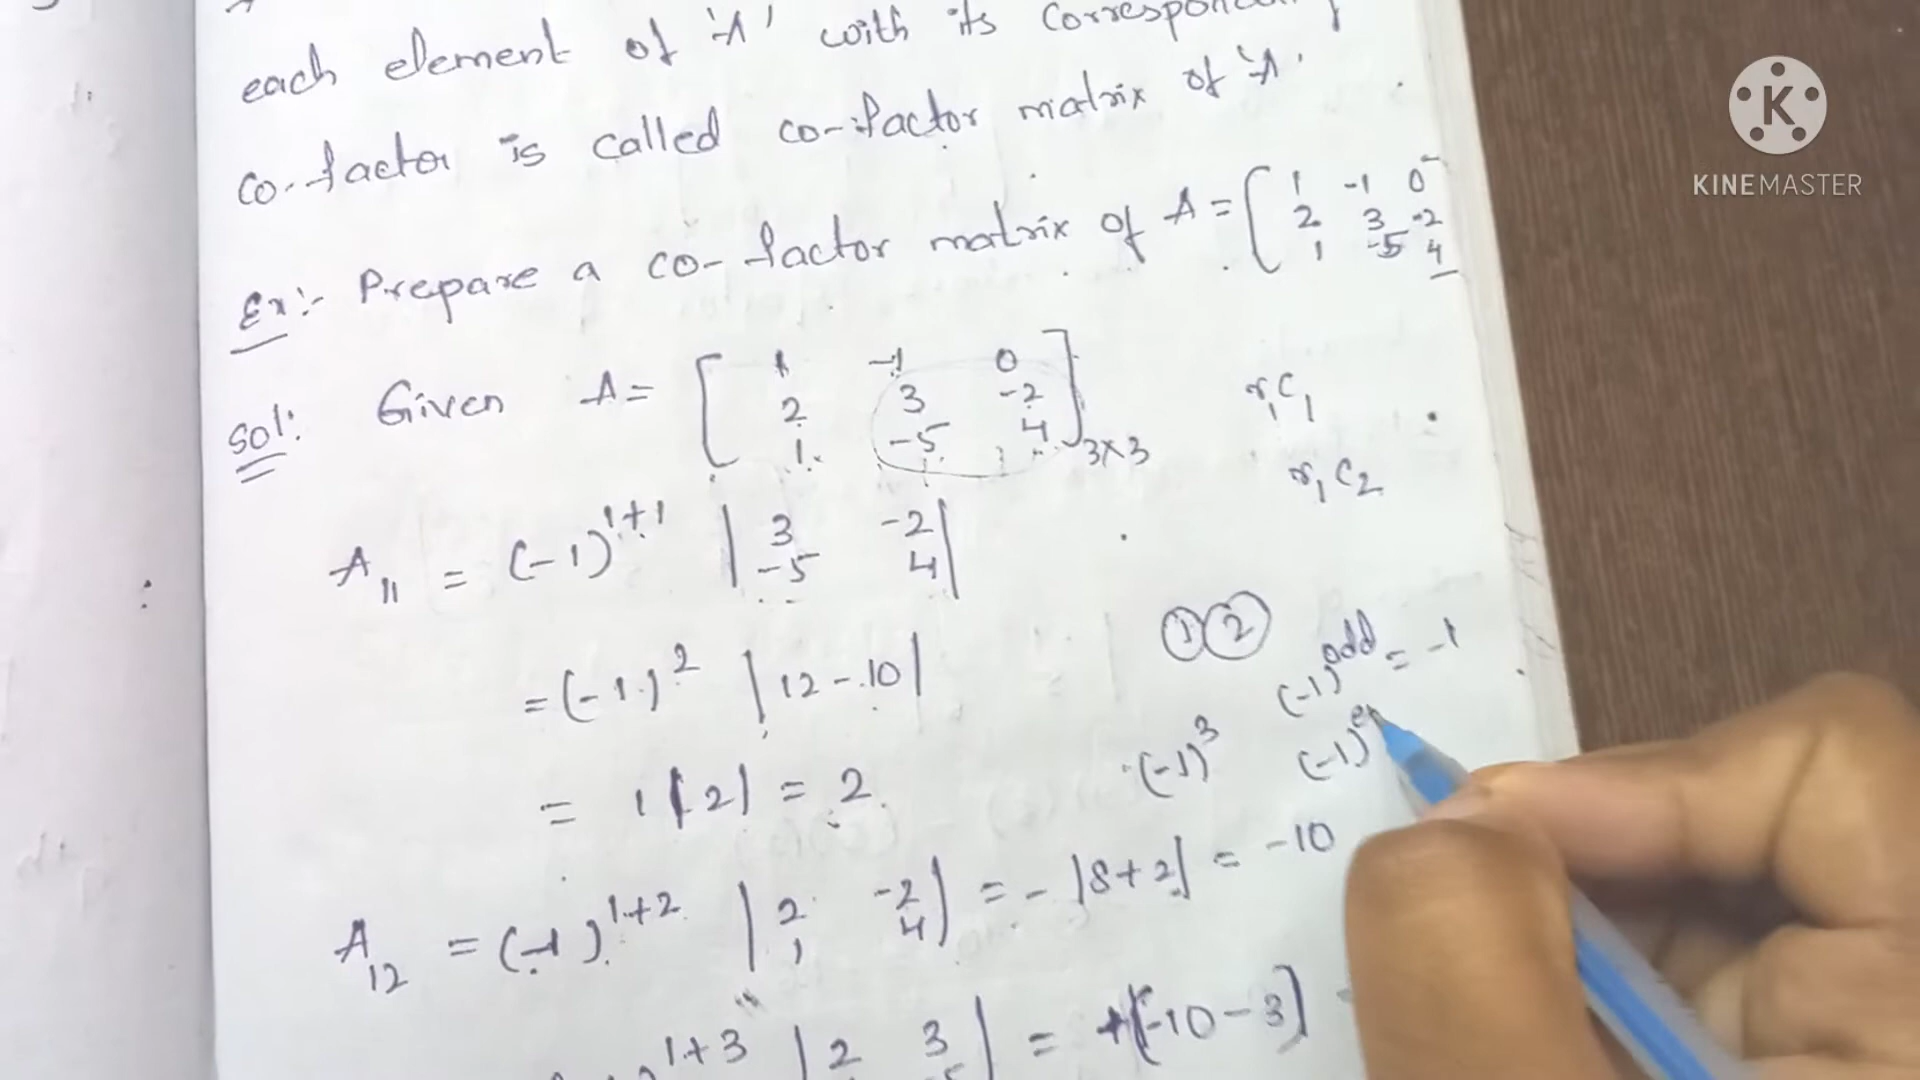 each element of 'A' with its
co-factor is called co-factor matrix of 'A'.
Ex:- Prepare a co-factor matrix of A = [ 1 -1 0
2 3 -2
1 -5 4
Sol: Given A = [ 1 -1 0
2 3 -2
1 -5 4 ] 3×3
r₁C₁
r₁C₂
A₁₁ = (-1)¹⁺¹ | 3 -2
-5 4 |
= (-1)² |12-10|
① ②
(-1)ᵒᵈᵈ = -1
= 1 |2| = 2
(-1)³ (-1)
A₁₂ = (-1)¹⁺² | 2 -2
1 4 | = - |8+2| = -10
1+3 | 2 3 | = +(-10-3)
KINEMASTER